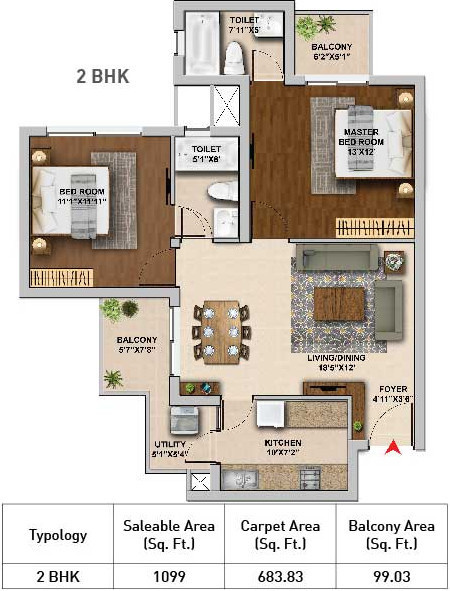 TOILET
7'11"X5'
BALCONY
6'2"X5'1"
2 BHK
MASTER
BED ROOM
13'X12'
TOILET
5'1"X8'
BED ROOM
11'1"X11'11"
BALCONY
5'7"X7'8"
LIVING/DINING
18'5"X12'
FOYER
4'11"X3'6"
UTILITY
5'1"X5'4"
KITCHEN
10'X7'2"
Typology
Saleable Area
(Sq. Ft.)
Carpet Area
(Sq. Ft.)
Balcony Area
(Sq. Ft.)
2 BHK
1099
683.83
99.03